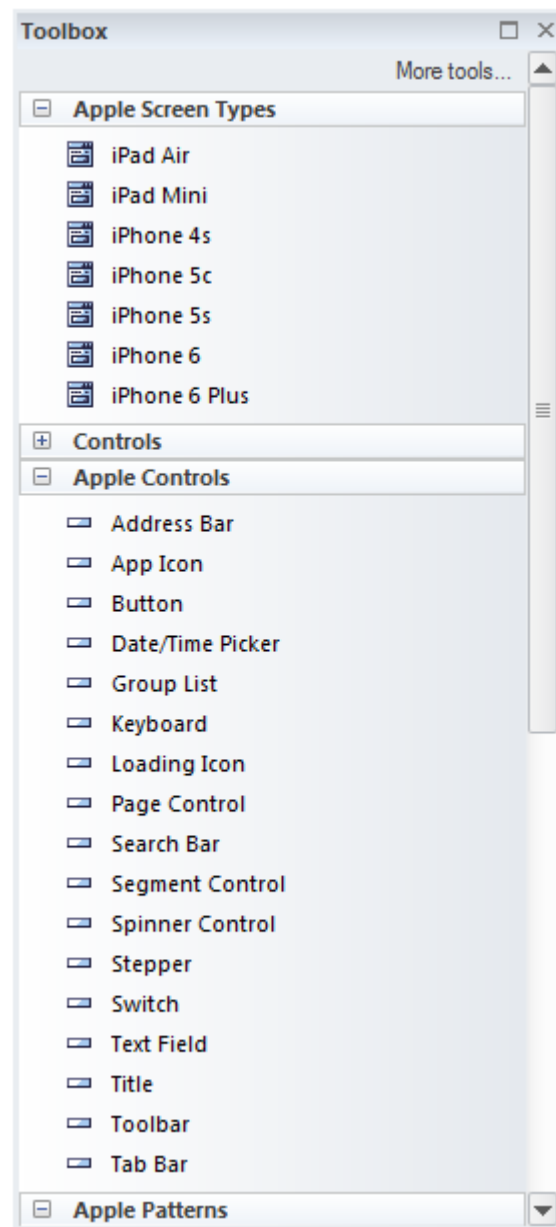 Toolbox
More tools...
Apple Screen Types
iPad Air
iPad Mini
iPhone 4s
iPhone 5c
iPhone 5s
iPhone 6
iPhone 6 Plus
Controls
Apple Controls
Address Bar
App Icon
Button
Date/Time Picker
Group List
Keyboard
Loading Icon
Page Control
Search Bar
Segment Control
Spinner Control
Stepper
Switch
Text Field
Title
Toolbar
Tab Bar
Apple Patterns